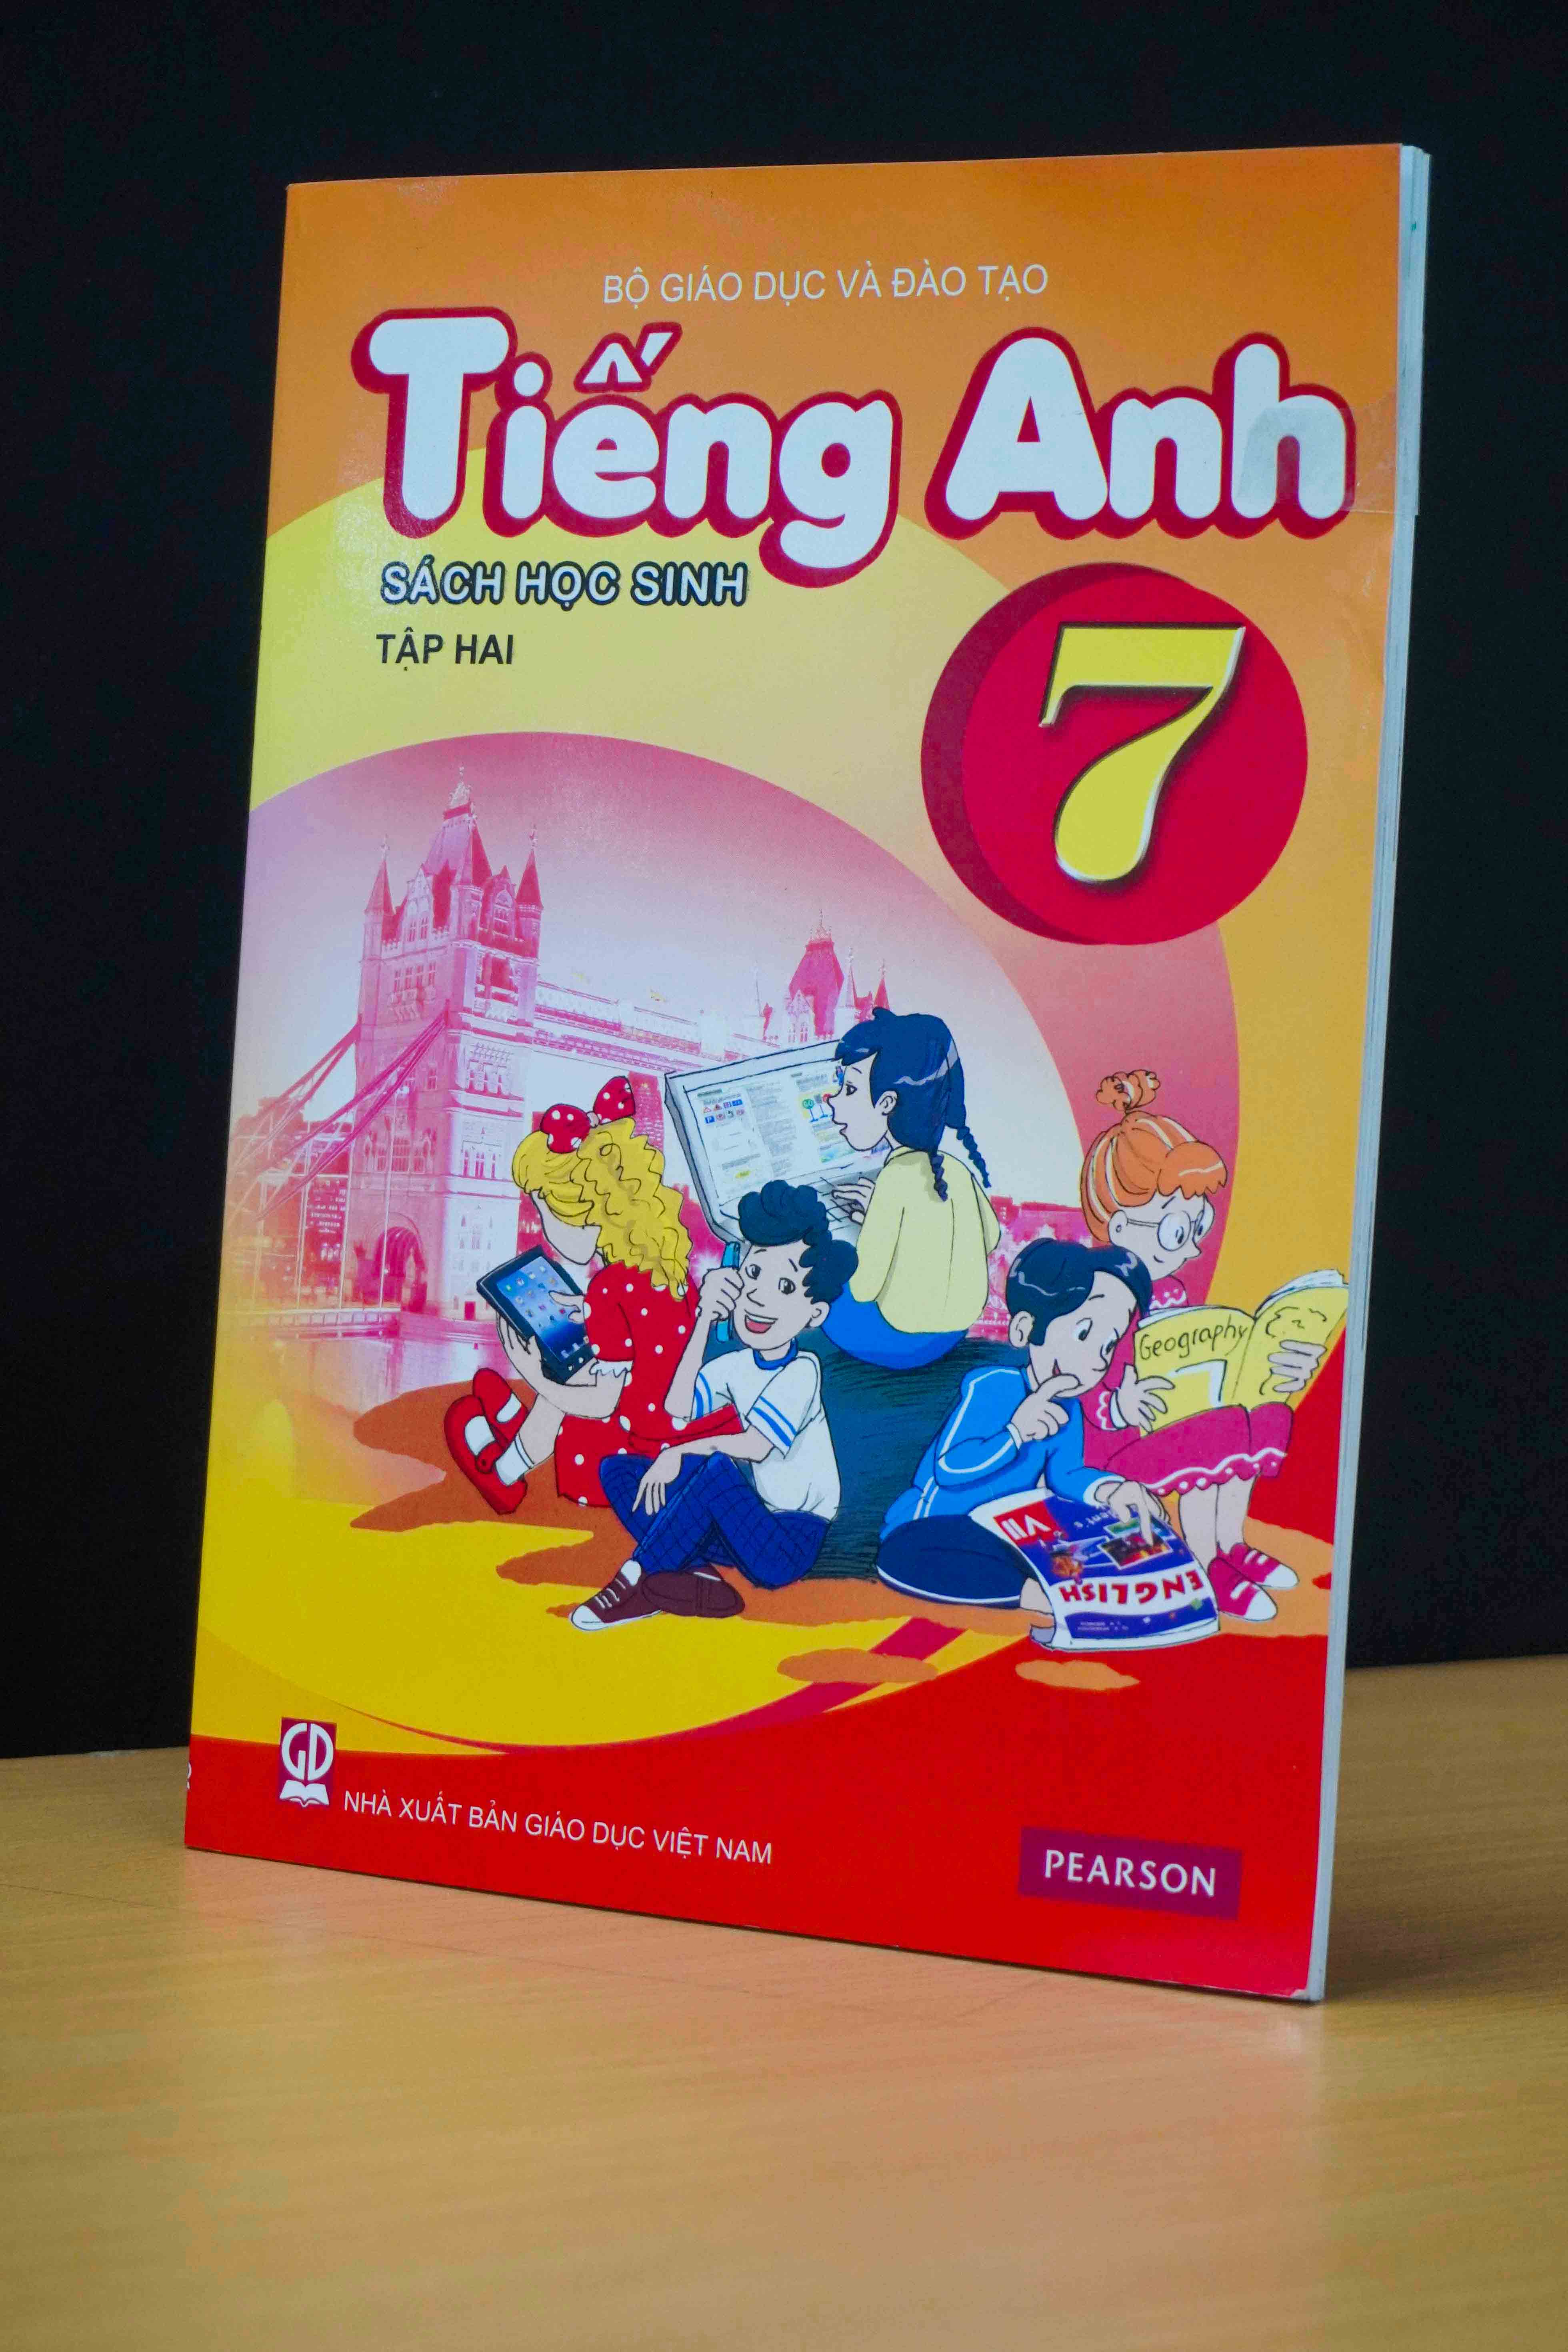 BỘ GIÁO DỤC VÀ ĐÀO TẠO
Tiếng Anh
SÁCH HỌC SINH
TẬP HAI
7
Geography
VII
ENGLISH
GD
NHÀ XUẤT BẢN GIÁO DỤC VIỆT NAM
PEARSON